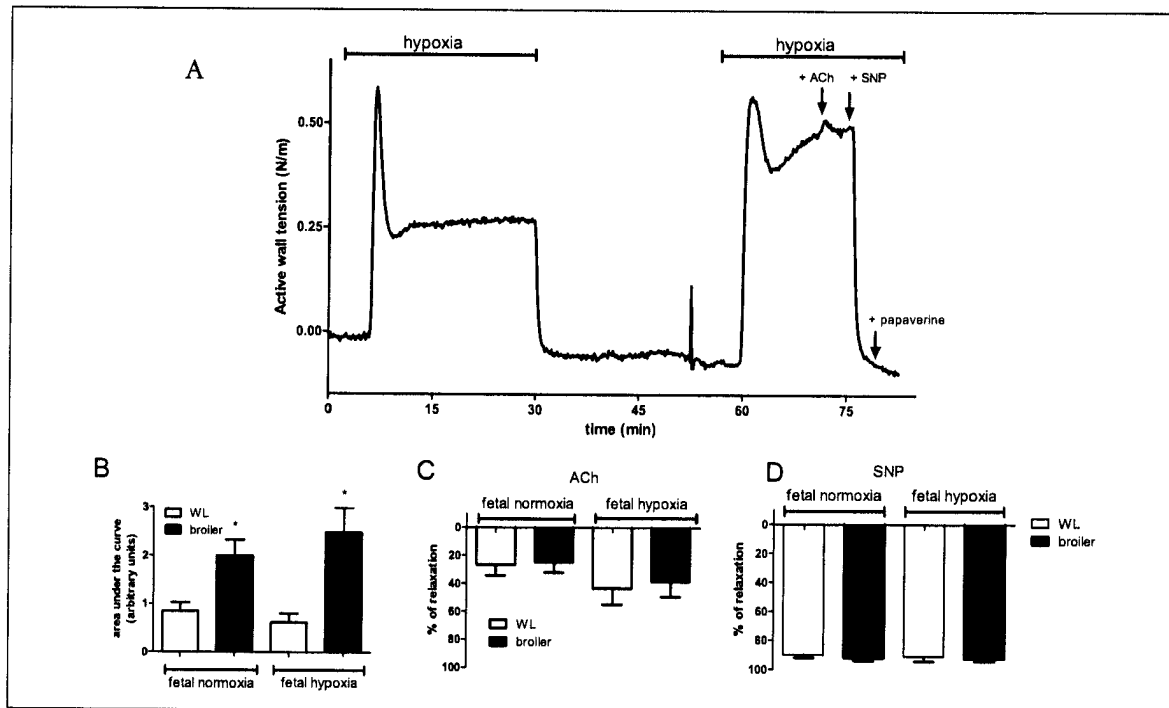 A
hypoxia
hypoxia
+ ACh
+ SNP
+ papaverine
Active wall tension (N/m)
0.50
0.25
0.00
0
15
30
45
60
75
time (min)
B
WL
broiler
area under the curve
(arbitrary units)
3
2
1
0
*
*
fetal normoxia
fetal hypoxia
C
ACh
fetal normoxia
fetal hypoxia
% of relaxation
0
20
40
60
80
100
WL
broiler
D
SNP
fetal normoxia
fetal hypoxia
% of relaxation
0
20
40
60
80
100
WL
broiler